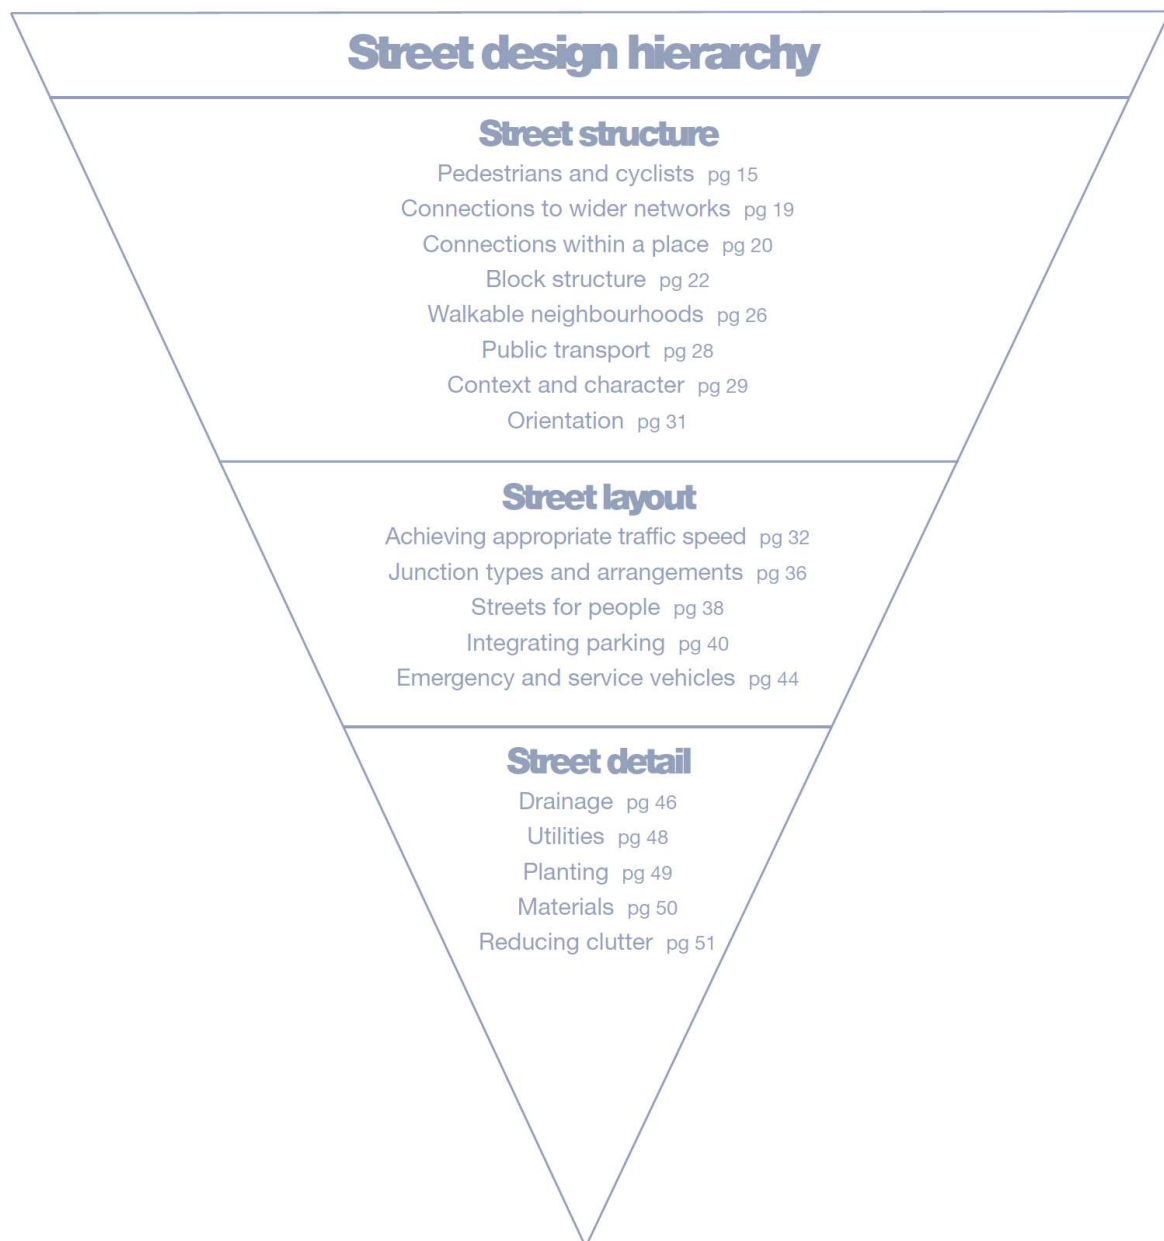 Street design hierarchy
Street structure
Pedestrians and cyclists pg 15
Connections to wider networks pg 19
Connections within a place pg 20
Block structure pg 22
Walkable neighbourhoods pg 26
Public transport pg 28
Context and character pg 29
Orientation pg 31
Street layout
Achieving appropriate traffic speed pg 32
Junction types and arrangements pg 36
Streets for people pg 38
Integrating parking pg 40
Emergency and service vehicles pg 44
Street detail
Drainage pg 46
Utilities pg 48
Planting pg 49
Materials pg 50
Reducing clutter pg 51